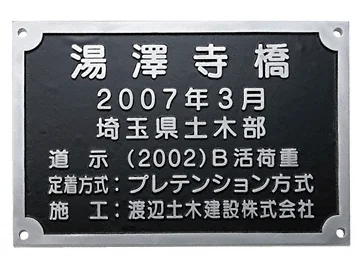 湯澤寺橋
2007年3月
埼玉県土木部
道 示 (2002)B活荷重
定着方式:プレテンション方式
施 工:渡辺土木建設株式会社